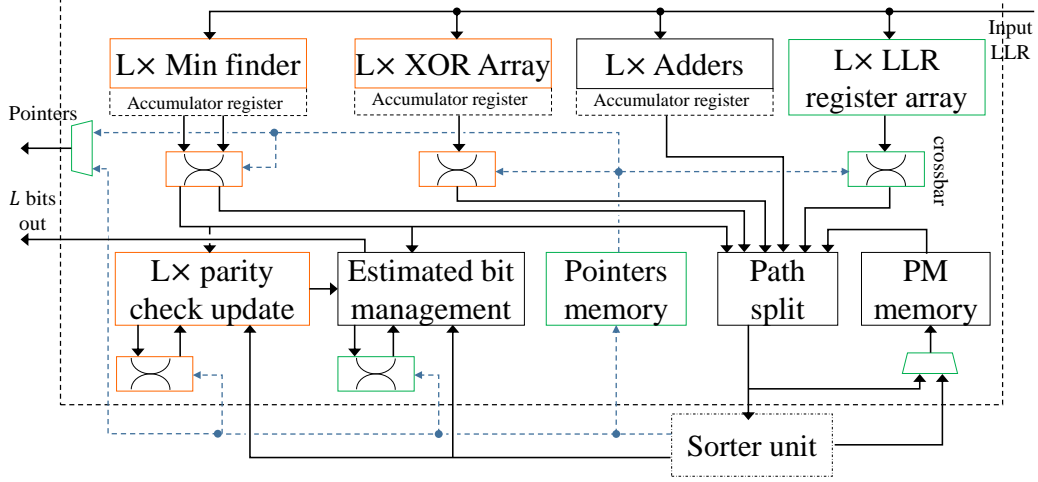 Input
LLR
L× Min finder
Accumulator register
L× XOR Array
Accumulator register
L× Adders
Accumulator register
L× LLR
register array
Pointers
crossbar
L bits
out
L× parity
check update
Estimated bit
management
Pointers
memory
Path
split
PM
memory
Sorter unit